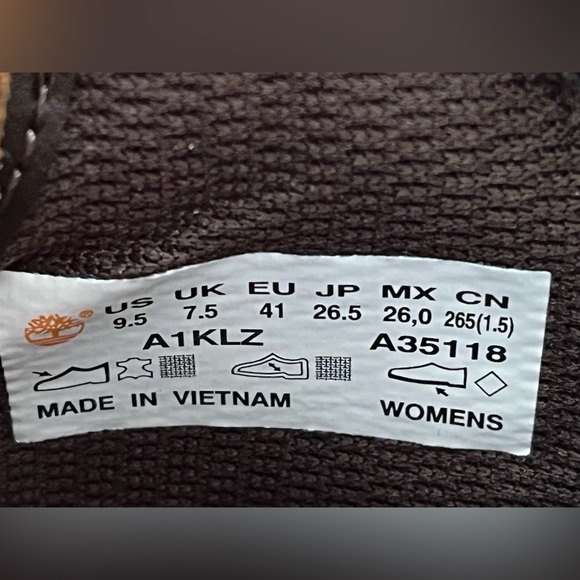 US UK EU JP MX CN
9.5 7.5 41 26.5 26,0 265(1.5)
A1KLZ A35118
MADE IN VIETNAM WOMENS
®